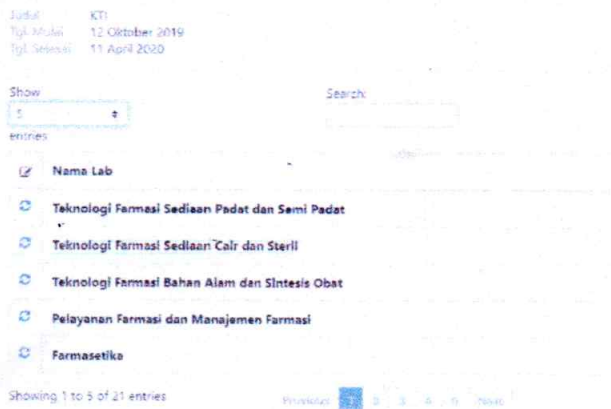 Judul KTI
Tgl. Mulai 12 Oktober 2019
Tgl. Selesai 11 April 2020
Show Search:
5
entries
Nama Lab
Teknologi Farmasi Sediaan Padat dan Semi Padat
Teknologi Farmasi Sediaan Cair dan Steril
Teknologi Farmasi Bahan Alam dan Sintesis Obat
Pelayanan Farmasi dan Manajemen Farmasi
Farmasetika
Showing 1 to 5 of 21 entries Previous 1 2 3 4 5 Next